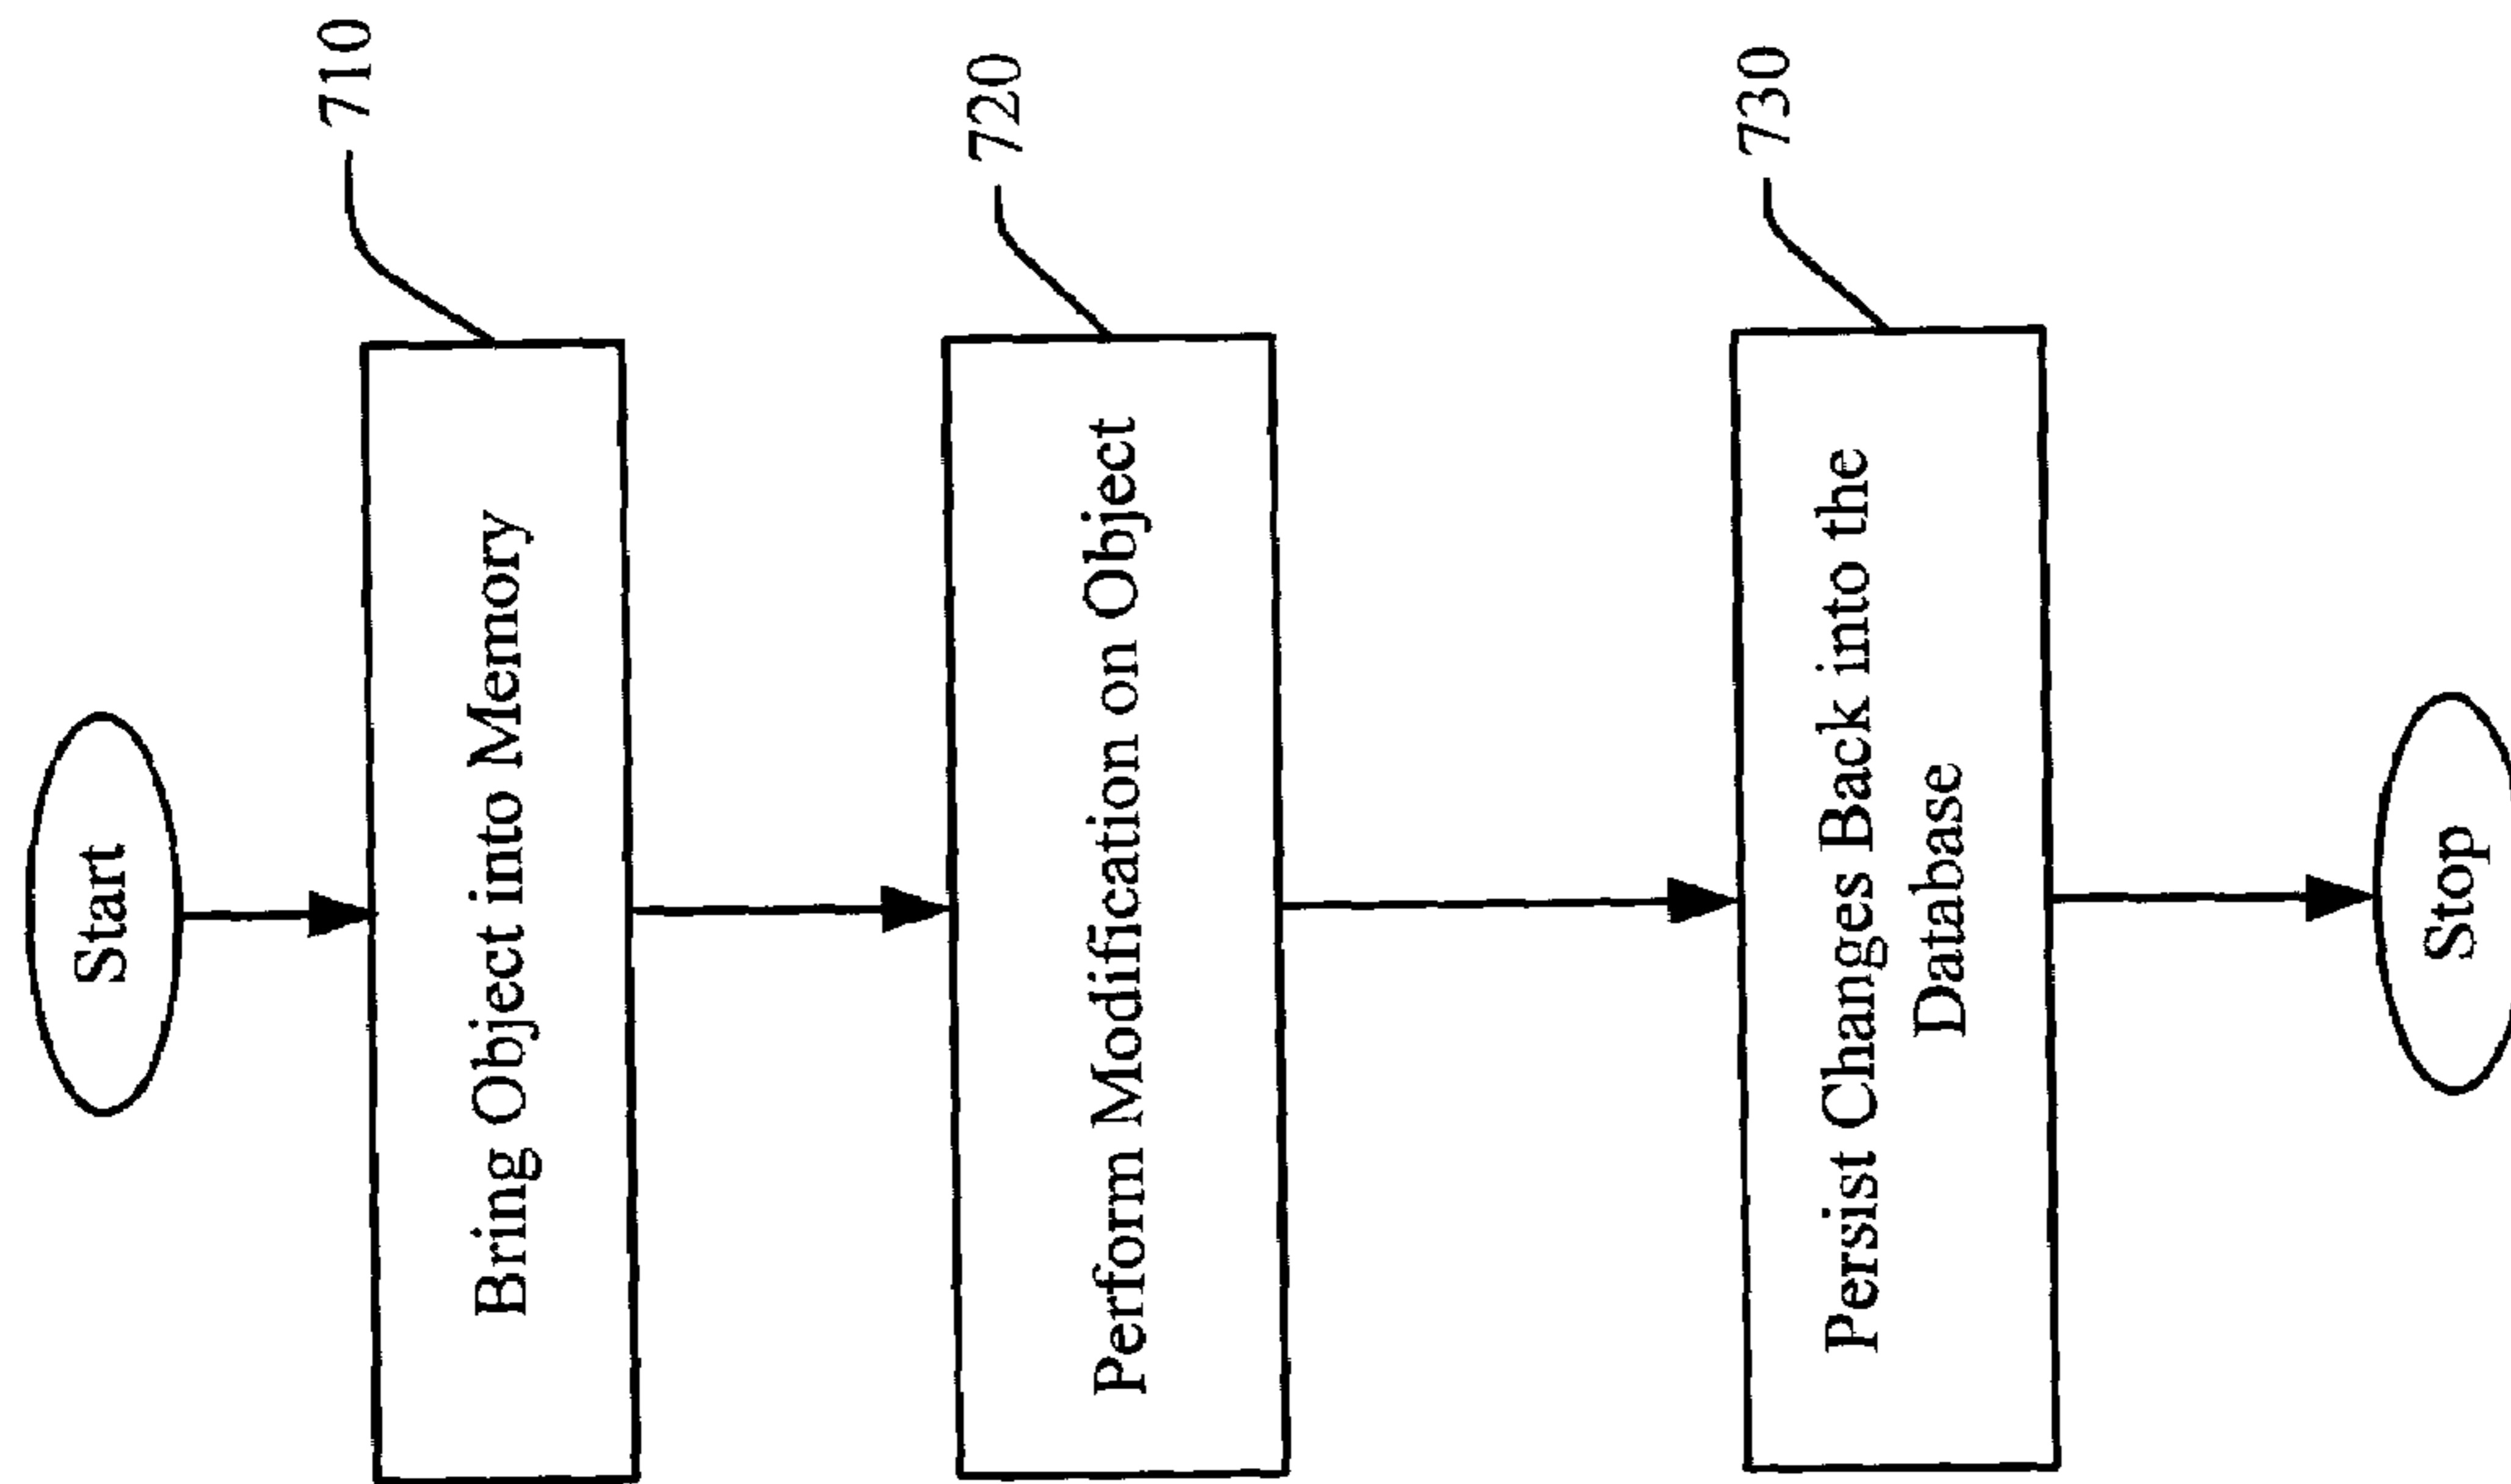 Start
710
Bring Object into Memory
720
Perform Modification on Object
730
Persist Changes Back into the
Database
Stop